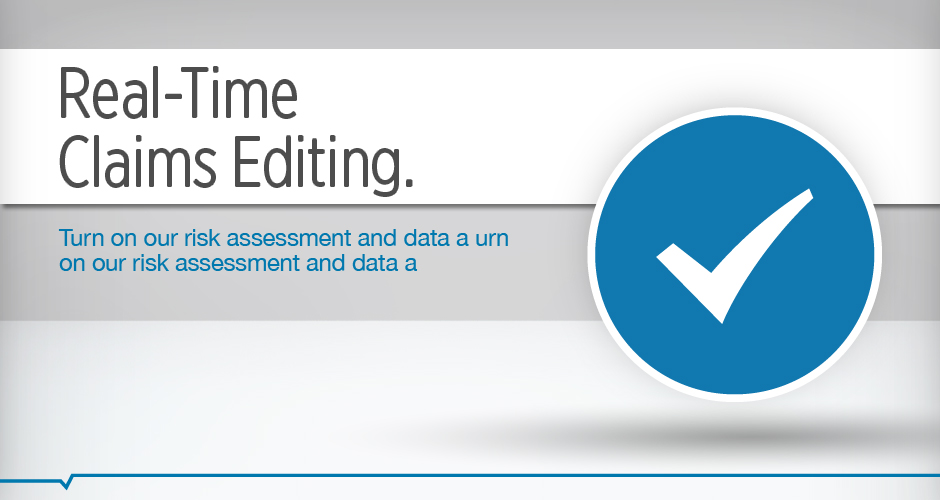 Real-Time
Claims Editing.
Turn on our risk assessment and data a urn
on our risk assessment and data a